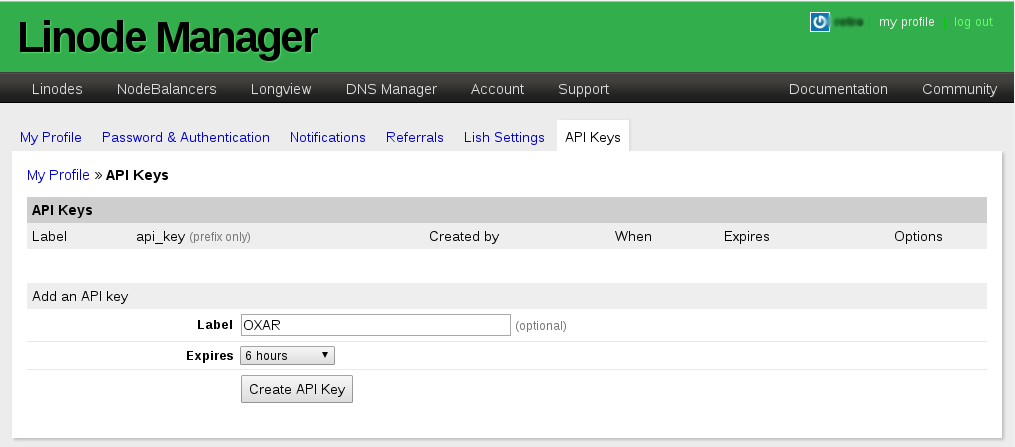 Linode Manager
my profile | log out
Linodes NodeBalancers Longview DNS Manager Account Support Documentation Community
My Profile Password & Authentication Notifications Referrals Lish Settings API Keys
My Profile » API Keys
API Keys
Label api_key (prefix only) Created by When Expires Options
Add an API key
Label OXAR (optional)
Expires 6 hours
Create API Key